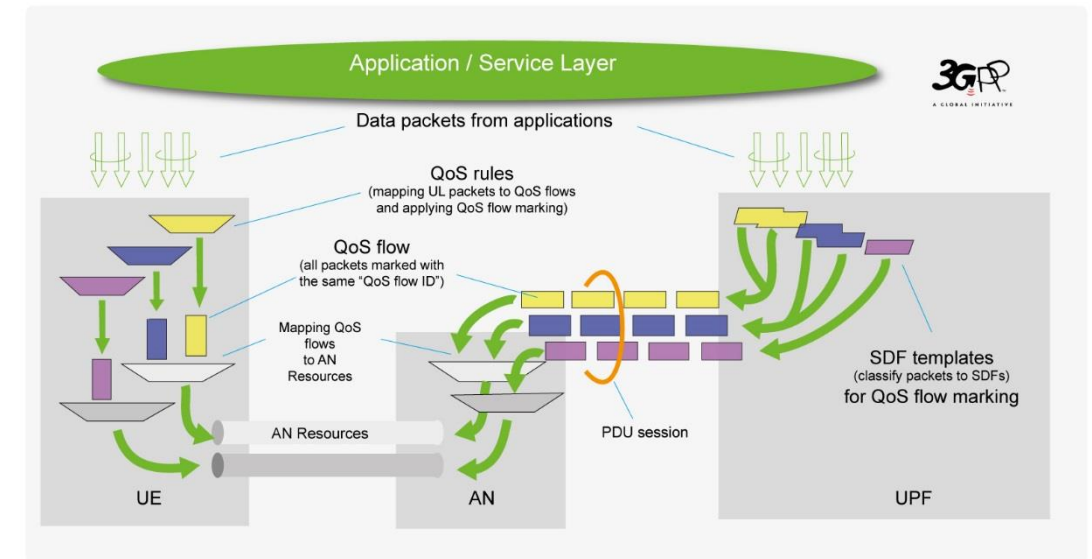 Application / Service Layer
3GPP
A GLOBAL INITIATIVE
Data packets from applications
QoS rules
(mapping UL packets to QoS flows
and applying QoS flow marking)
QoS flow
(all packets marked with
the same “QoS flow ID”)
Mapping QoS
flows
to AN
Resources
SDF templates
(classify packets to SDFs)
for QoS flow marking
PDU session
AN Resources
UE
AN
UPF